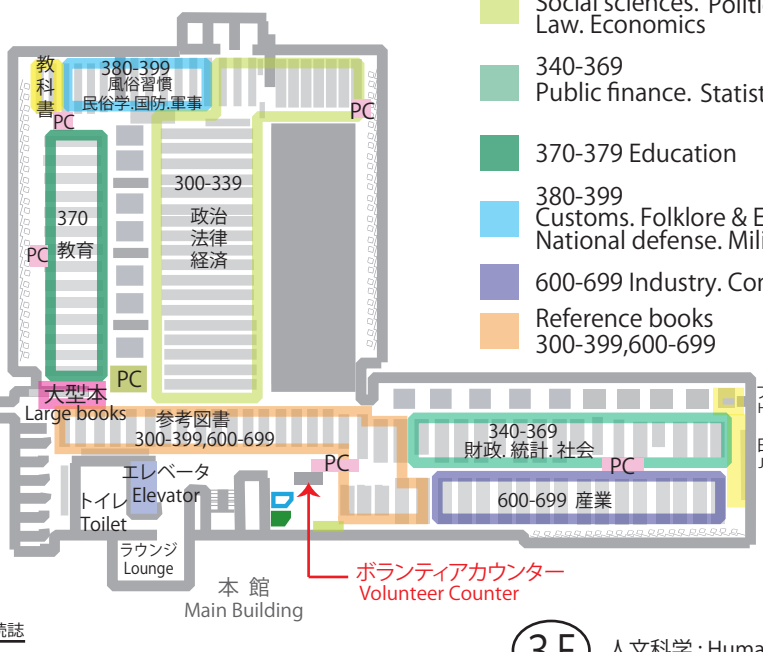 Social sciences.
Law. Economics
340-369
Public finance.
370-379 Education
380-399
Customs. Folklore &
National defense.
600-699 Industry.
Reference books
300-399,600-699
教科書
380-399
風俗習慣
民俗学.国防.軍事
PC
PC
300-339
政治
法律
経済
370
教育
PC
PC
大型本
Large books
参考図書
300-399,600-699
340-369
財政. 統計. 社会
PC
PC
エレベータ
Elevator
トイレ
Toilet
600-699 産業
ラウンジ
Lounge
本 館
Main Building
ボランティアカウンター
Volunteer Counter
3F
人文科学 :